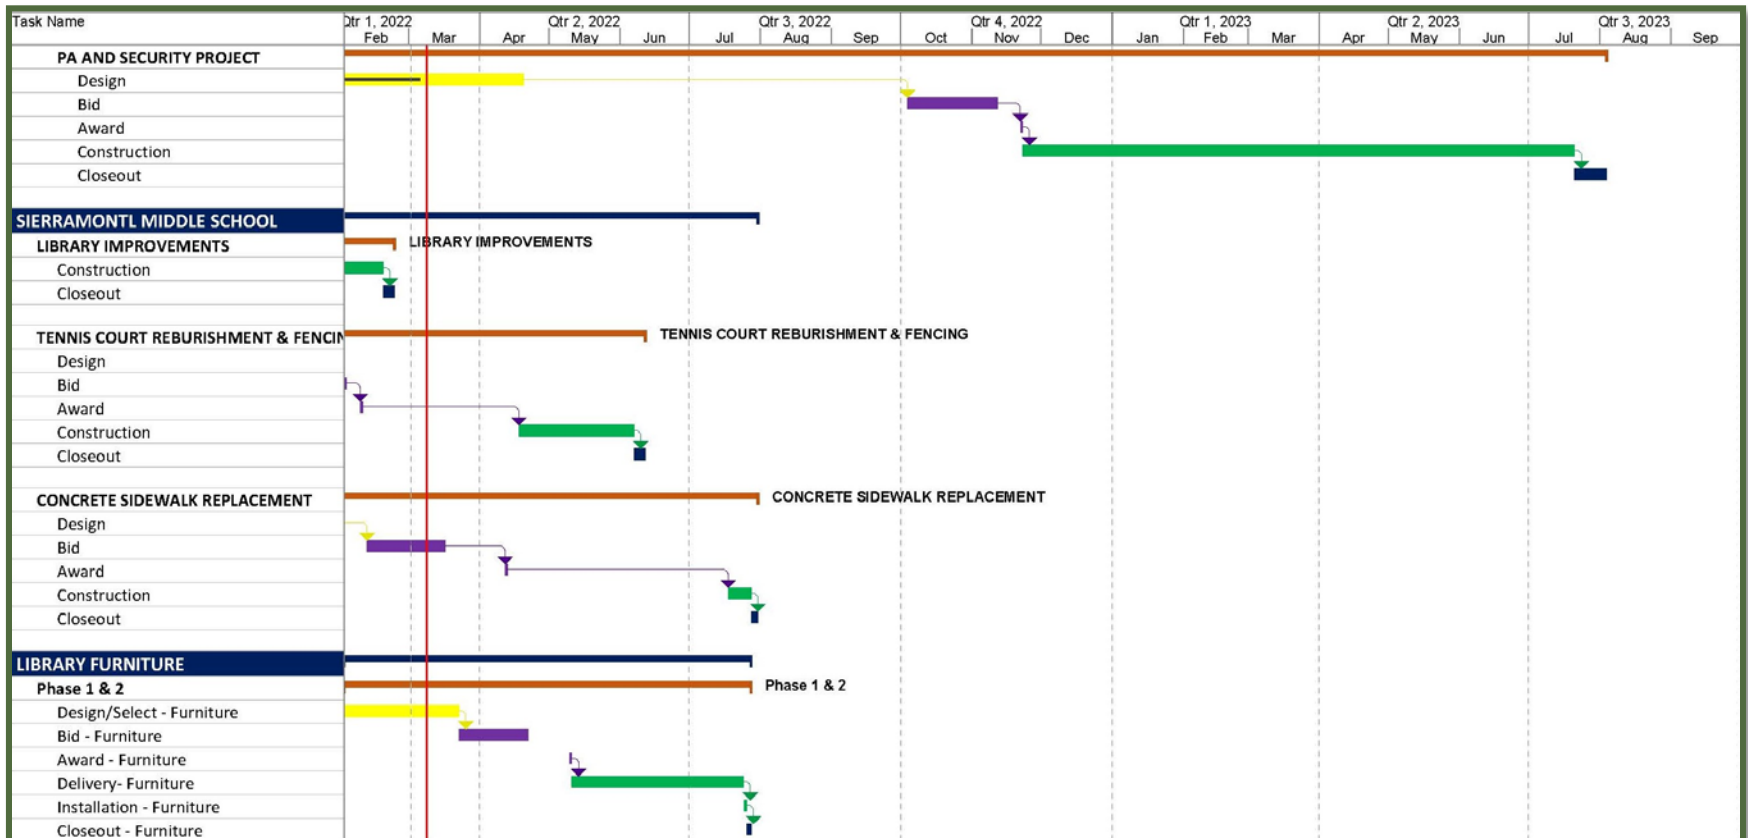 Task Name Qtr 1, 2022 Qtr 2, 2022 Qtr 3, 2022 Qtr 4, 2022 Qtr 1, 2023 Qtr 2, 2023 Qtr 3, 2023
Feb Mar Apr May Jun Jul Aug Sep Oct Nov Dec Jan Feb Mar Apr May Jun Jul Aug Sep
PA AND SECURITY PROJECT
Design
Bid
Award
Construction
Closeout
SIERRAMONTL MIDDLE SCHOOL
LIBRARY IMPROVEMENTS LIBRARY IMPROVEMENTS
Construction
Closeout
TENNIS COURT REBURISHMENT & FENCIN TENNIS COURT REBURISHMENT & FENCING
Design
Bid
Award
Construction
Closeout
CONCRETE SIDEWALK REPLACEMENT CONCRETE SIDEWALK REPLACEMENT
Design
Bid
Award
Construction
Closeout
LIBRARY FURNITURE
Phase 1 & 2 Phase 1 & 2
Design/Select - Furniture
Bid - Furniture
Award - Furniture
Delivery- Furniture
Installation - Furniture
Closeout - Furniture